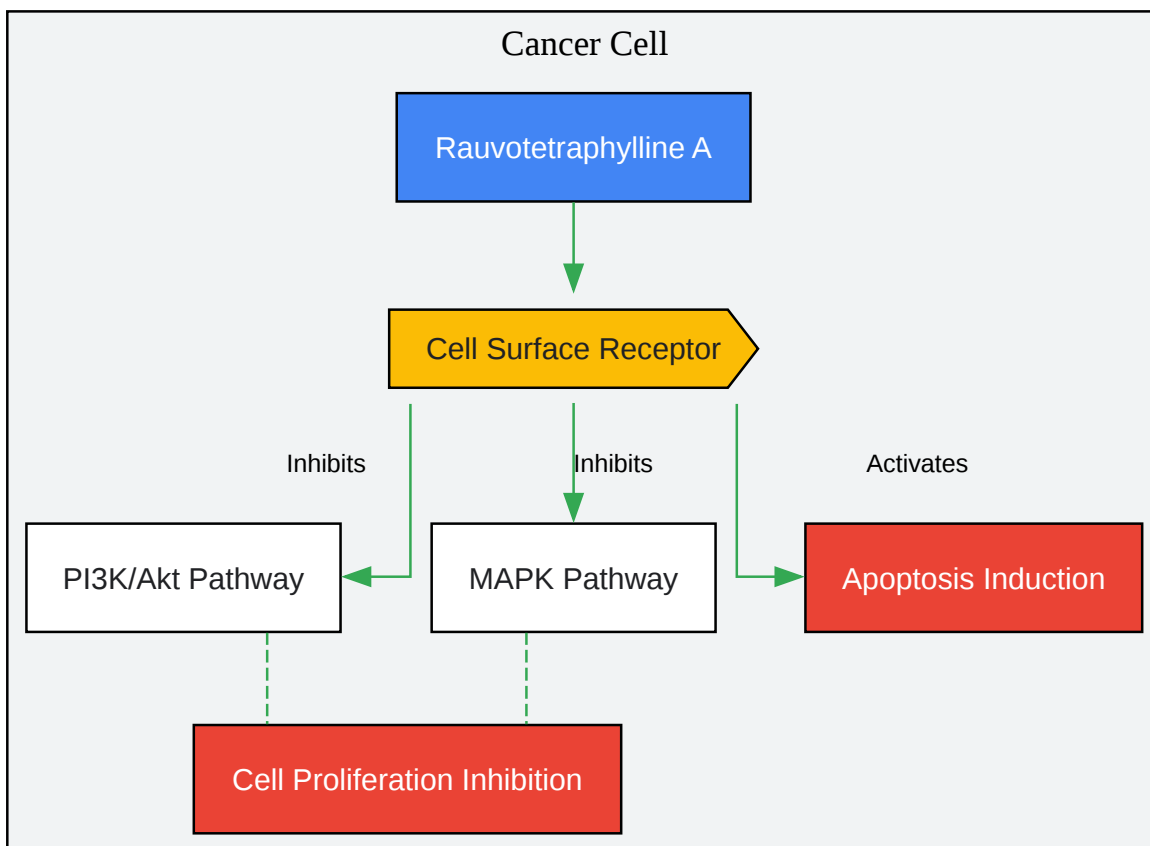 Cancer Cell
Rauvotetraphylline A
Cell Surface Receptor
Inhibits
Inhibits
Activates
PI3K/Akt Pathway
MAPK Pathway
Apoptosis Induction
Cell Proliferation Inhibition